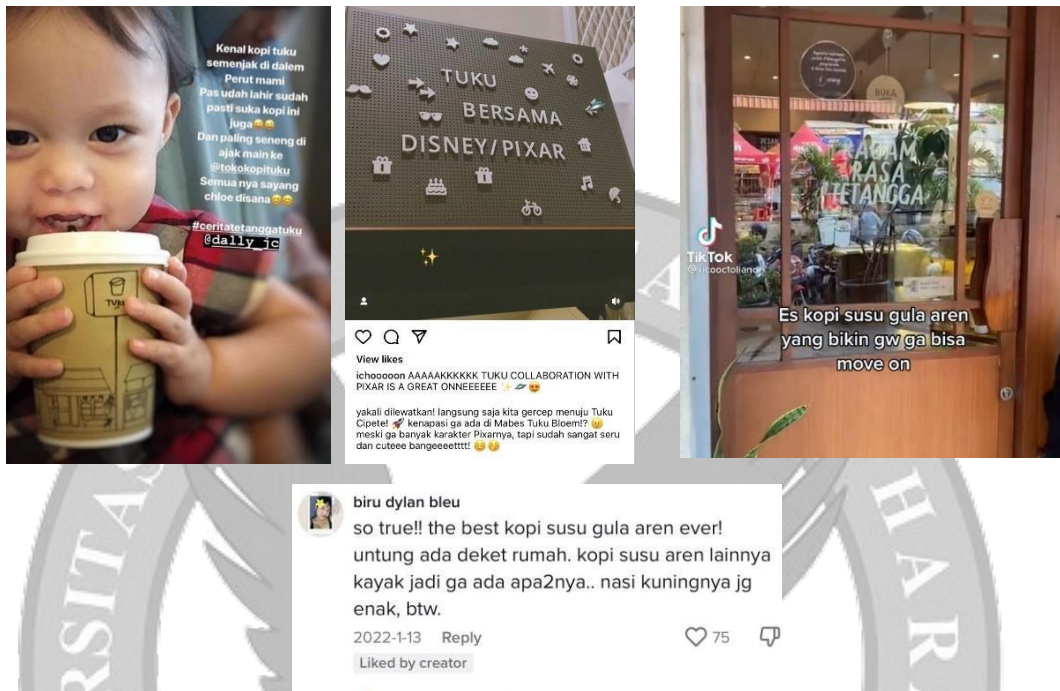 Kenal kopi tuku
semenjak di dalem
Perut mami
Pas udah lahir sudah
pasti suka kopi ini
juga😄😄
Dan paling seneng di
ajak main ke
@tokokopituku
Semua nya sayang
chloe disana😊😊
#ceritatetanggatuku
@dally_jc
TUKU
TUKU
BERSAMA
DISNEY/PIXAR
View likes
ichooooon AAAAAKKKKKK TUKU COLLABORATION WITH
PIXAR IS A GREAT ONNEEEEEE ✨🪐😍
yakali dilewatkan! langsung saja kita gercep menuju Tuku
Cipete! 🚀 kenapasi ga ada di Mabes Tuku Bloem!? 😠
meski ga banyak karakter Pixarnya, tapi sudah sangat seru
dan cuteee bangeeeetttt! 😊😚
BUKA
RAGAM
RASA
TETANGGA
TikTok
Es kopi susu gula aren
yang bikin gw ga bisa
move on
biru dylan bleu
so true!! the best kopi susu gula aren ever!
untung ada deket rumah. kopi susu aren lainnya
kayak jadi ga ada apa2nya.. nasi kuningnya jg
enak, btw.
2022-1-13 Reply 75
Liked by creator
RSITAS
A
HAR